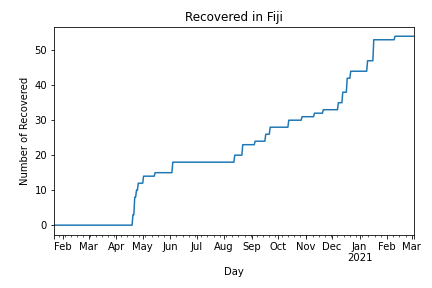 Recovered in Fiji
Number of Recovered
50
40
30
20
10
0
Feb Mar Apr May Jun Jul Aug Sep Oct Nov Dec Jan Feb Mar
2021
Day